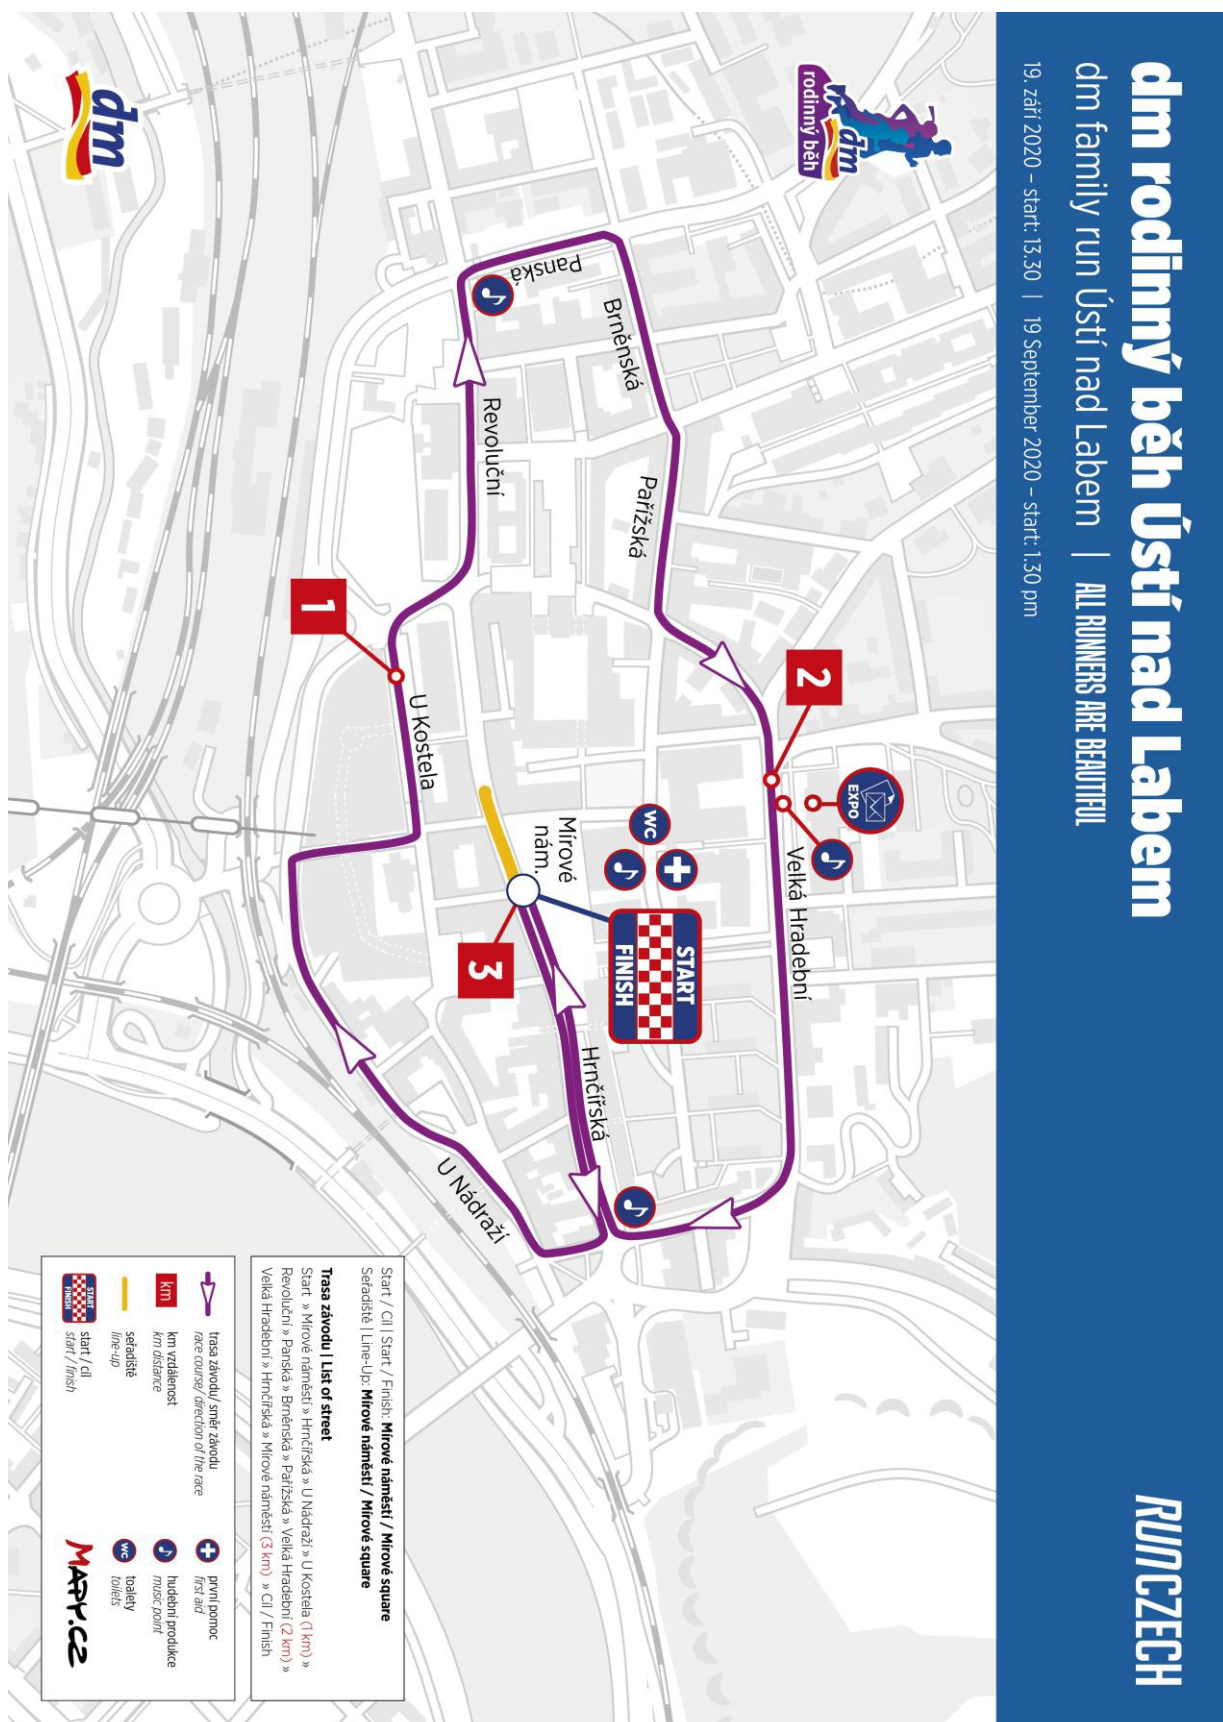 dm rodinný běh Ústí nad Labem
dm family run Ústí nad Labem | ALL RUNNERS ARE BEAUTIFUL
19. září 2020 – start: 13.30 | 19 September 2020 – start: 1.30 pm
RUNCZECH
dm
rodinný běh
dm
Panská
Brněnská
Pařížská
Revoluční
1
U Kostela
2
EXPO
Velká Hradební
WC
Mírové
nám.
START
FINISH
3
Hrnčířská
U Nádraží
Start / Cíl | Start / Finish: Mírové náměstí / Mírové square
Seřadiště | Line-Up: Mírové náměstí / Mírové square
Trasa závodu | List of street
Start » Mírové náměstí » Hrnčířská » U Nádraží » U Kostela (1 km) »
Revoluční » Panská » Brněnská » Pařížská » Velká Hradební (2 km) »
Velká Hradební » Hrnčířská » Mírové náměstí (3 km) » Cíl / Finish
trasa závodu/ směr závodu
race course/ direction of the race
km
km vzdálenost
km distance
seřadiště
line-up
START
FINISH
start / cíl
start / finish
první pomoc
first aid
hudební produkce
music point
WC
toalety
toilets
MAPY.CZ